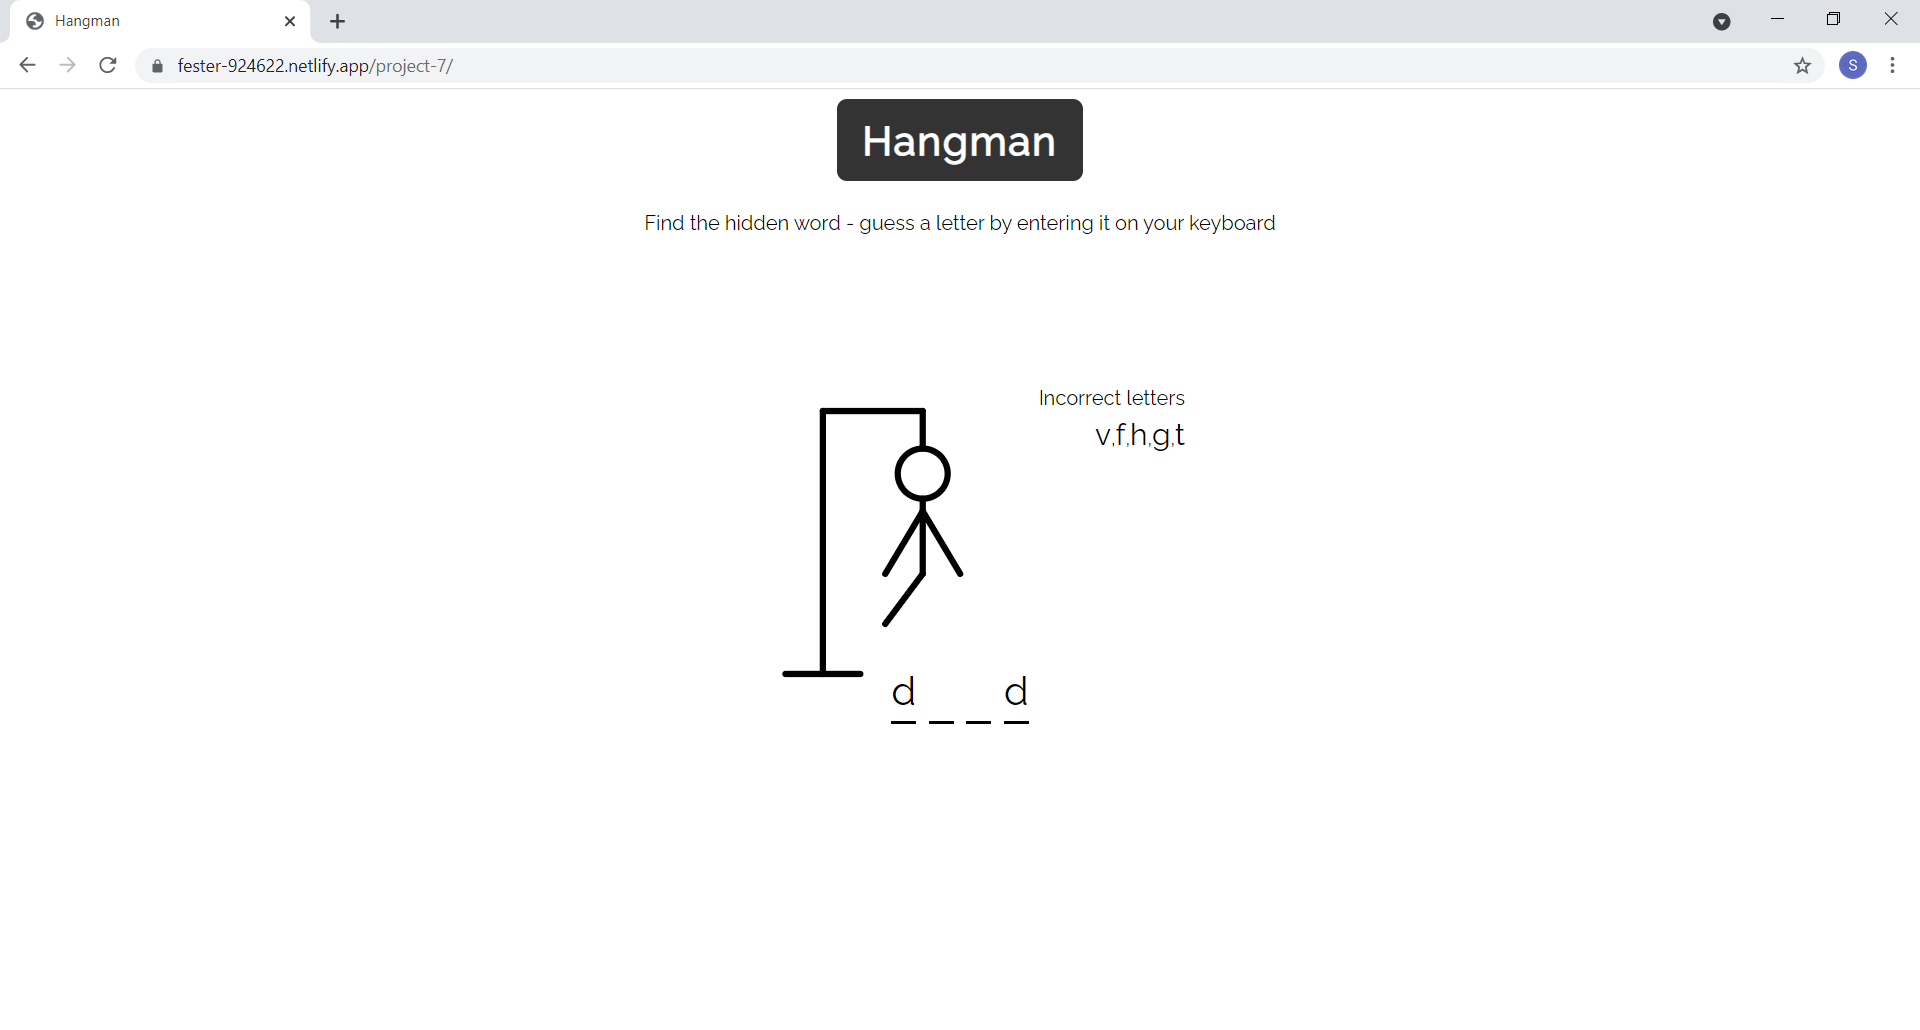 Hangman
fester-924622.netlify.app/project-7/
S
Hangman
Find the hidden word - guess a letter by entering it on your keyboard
Incorrect letters
v,f,h,g,t
d _ _ d